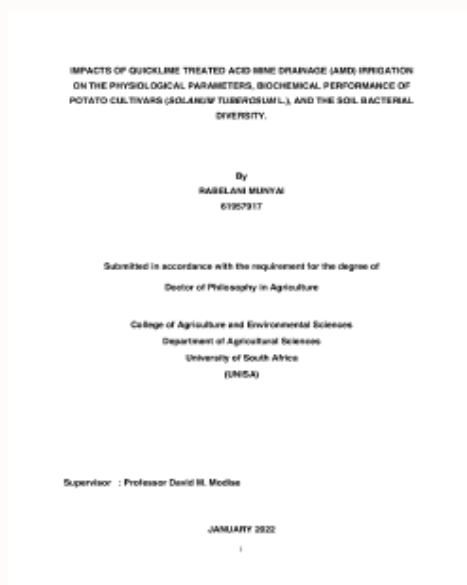 IMPACTS OF QUICKLIME TREATED ACID MINE DRAINAGE (AMD) IRRIGATION
ON THE PHYSIOLOGICAL PARAMETERS, BIOCHEMICAL PERFORMANCE OF
POTATO CULTIVARS (SOLANUM TUBEROSUM L.), AND THE SOIL BACTERIAL
DIVERSITY.
By
RABELANI MUNYAI
61957917
Submitted in accordance with the requirement for the degree of
Doctor of Philosophy in Agriculture
College of Agriculture and Environmental Sciences
Department of Agricultural Sciences
University of South Africa
(UNISA)
Supervisor : Professor David M. Modise
JANUARY 2022
i